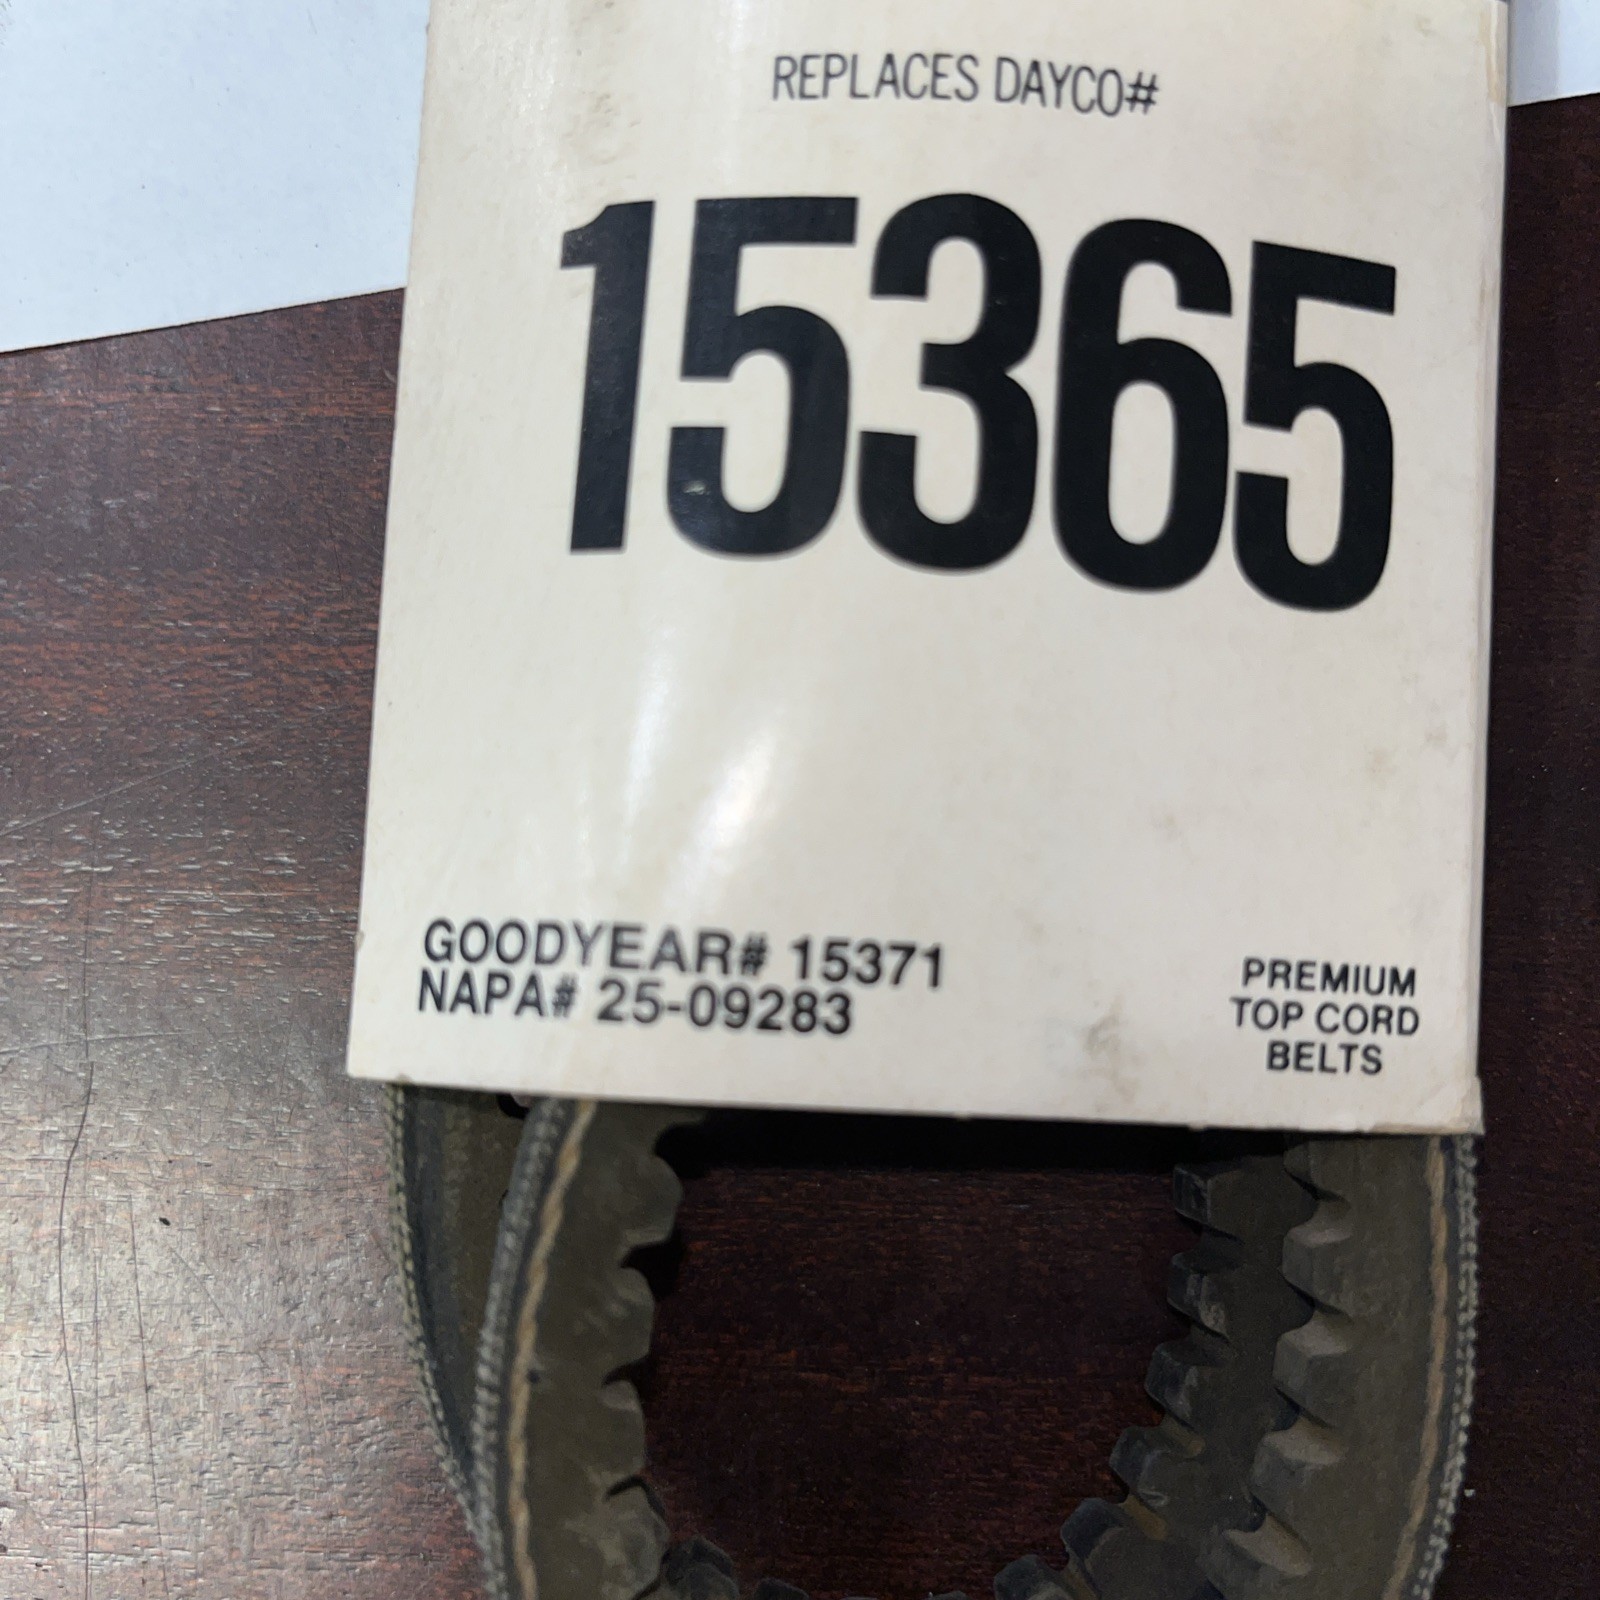 REPLACES DAYCO#
15365
GOODYEAR# 15371
NAPA# 25-09283
PREMIUM
TOP CORD
BELTS